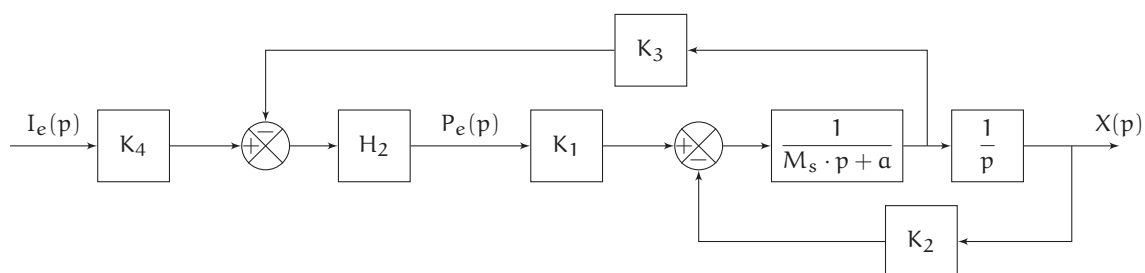 K₃
Iₑ(p)
K₄
+
−
H₂
Pₑ(p)
K₁
+
−
1
Mₛ · p + a
1
p
X(p)
K₂